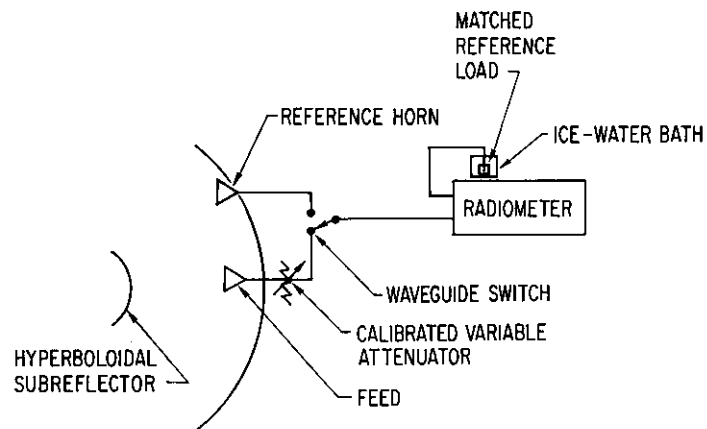 MATCHED
REFERENCE
LOAD
REFERENCE HORN
ICE-WATER BATH
RADIOMETER
WAVEGUIDE SWITCH
CALIBRATED VARIABLE
ATTENUATOR
HYPERBOLOIDAL
SUBREFLECTOR
FEED